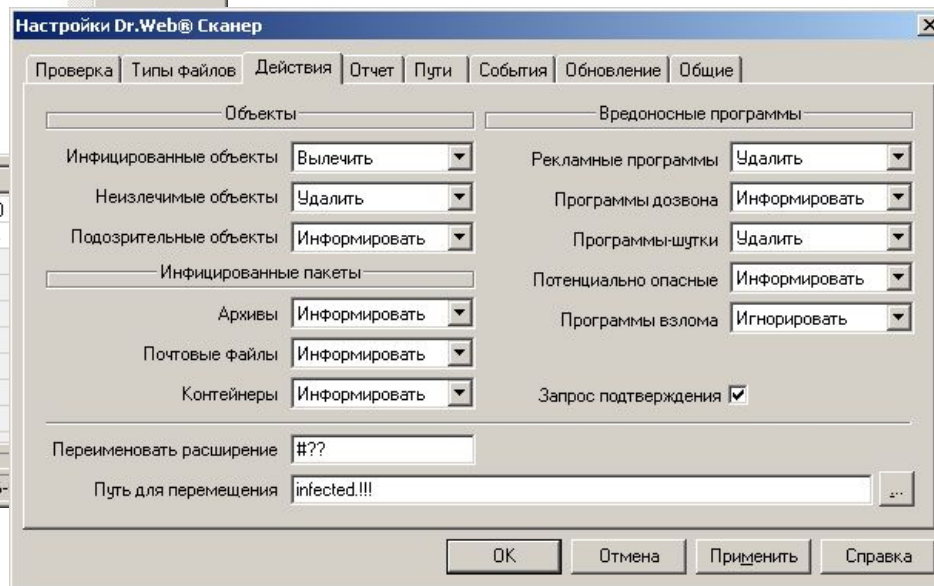 Настройки Dr.Web® Сканер
Проверка Типы файлов Действия Отчет Пути События Обновление Общие
Объекты
Инфицированные объекты Вылечить
Неизлечимые объекты Удалить
Подозрительные объекты Информировать
Инфицированные пакеты
Архивы Информировать
Почтовые файлы Информировать
Контейнеры Информировать
Вредоносные программы
Рекламные программы Удалить
Программы дозвона Информировать
Программы-шутки Удалить
Потенциально опасные Информировать
Программы взлома Игнорировать
Запрос подтверждения
Переименовать расширение #??
Путь для перемещения infected.!!! ...
OK Отмена Применить Справка